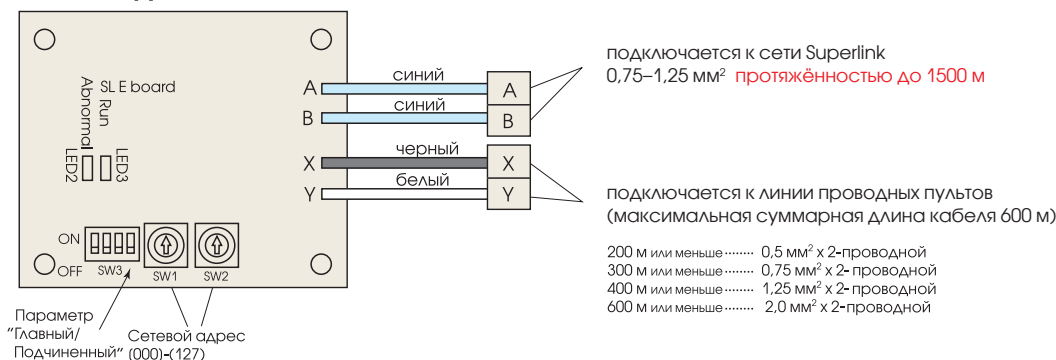 SL E board
Run
Abnormal
LED2
LED3
A
B
X
Y
синий
синий
черный
белый
A
B
X
Y
ON
OFF
SW3
SW1
SW2
Параметр
"Главный/
Подчиненный"
Сетевой адрес
(000)-(127)
подключается к сети Superlink
0,75–1,25 мм² протяжённостью до 1500 м
подключается к линии проводных пультов
(максимальная суммарная длина кабеля 600 м)
200 м или меньше ........ 0,5 мм² x 2-проводной
300 м или меньше ........ 0,75 мм² x 2-проводной
400 м или меньше ........ 1,25 мм² x 2-проводной
600 м или меньше ........ 2,0 мм² x 2-проводной